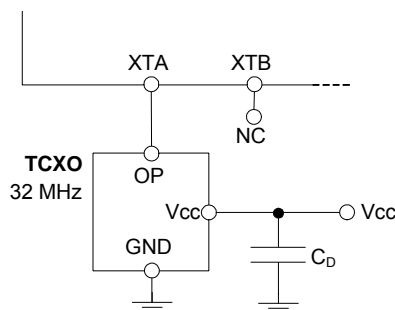 XTA XTB
NC
TCXO
32 MHz
OP
Vcc Vcc
GND
CD